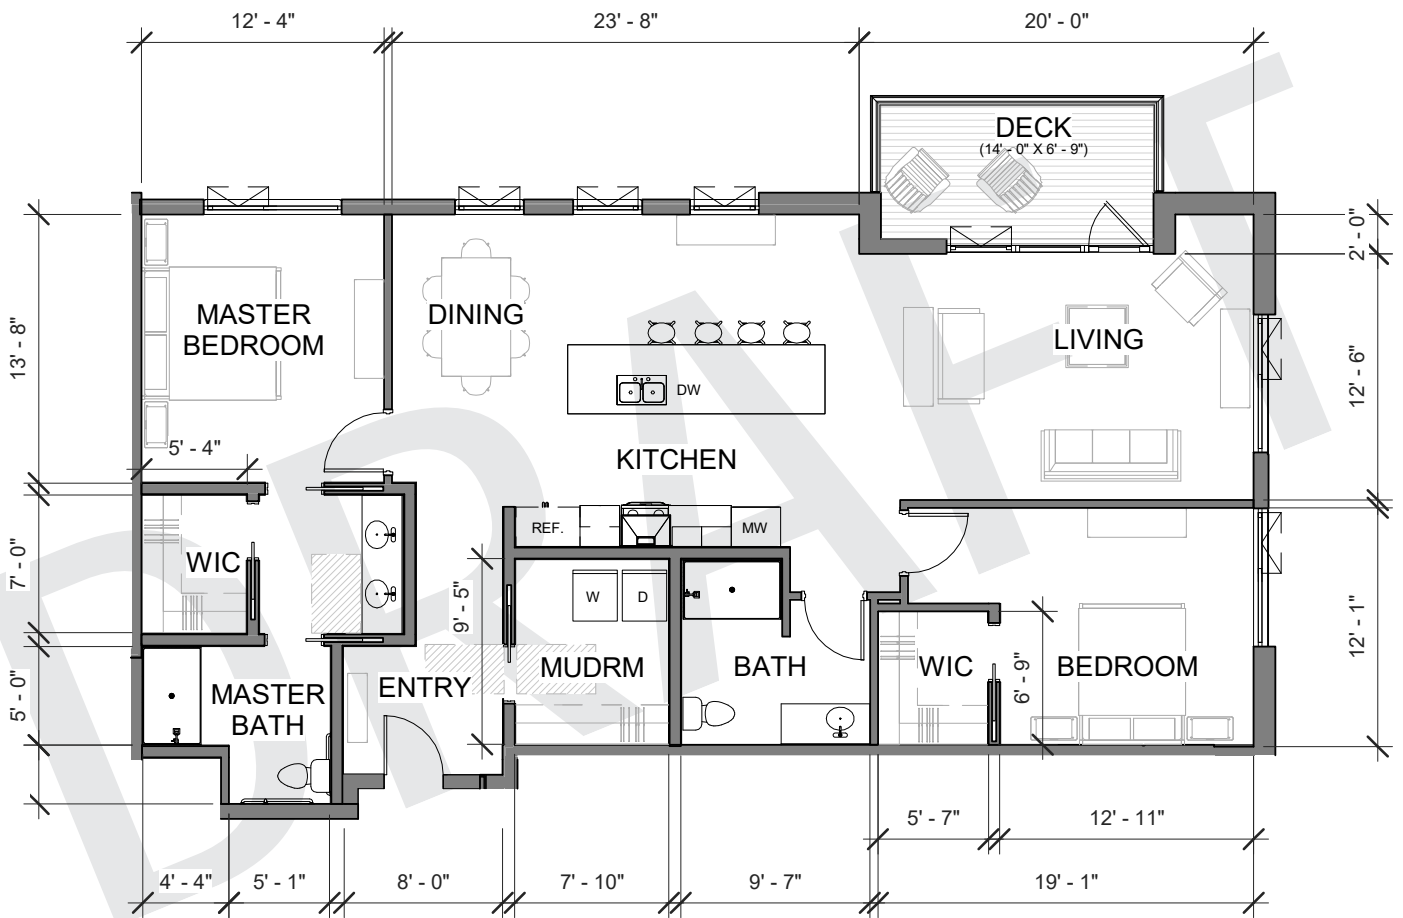 12' - 4"
23' - 8"
20' - 0"
DECK
(14' - 0" X 6' - 9")
2' - 0"
13' - 8"
MASTER
BEDROOM
DINING
LIVING
12' - 6"
DW
5' - 4"
KITCHEN
REF.
MW
7' - 0"
WIC
9' - 5"
W
D
12' - 1"
5' - 0"
MASTER
BATH
ENTRY
MUDRM
BATH
WIC
6' - 9"
BEDROOM
5' - 7"
12' - 11"
4' - 4"
5' - 1"
8' - 0"
7' - 10"
9' - 7"
19' - 1"
DRAFT